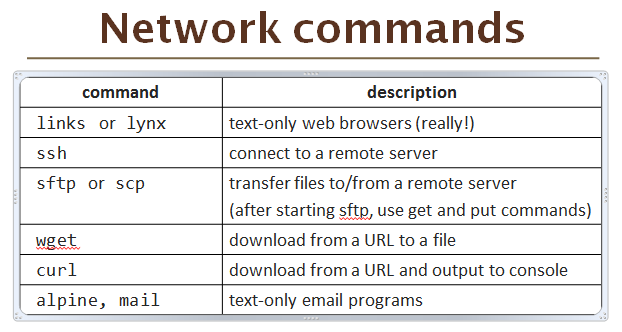 Network commands
command description
links or lynx text-only web browsers (really!)
ssh connect to a remote server
sftp or scp transfer files to/from a remote server
(after starting sftp, use get and put commands)
wget download from a URL to a file
curl download from a URL and output to console
alpine, mail text-only email programs